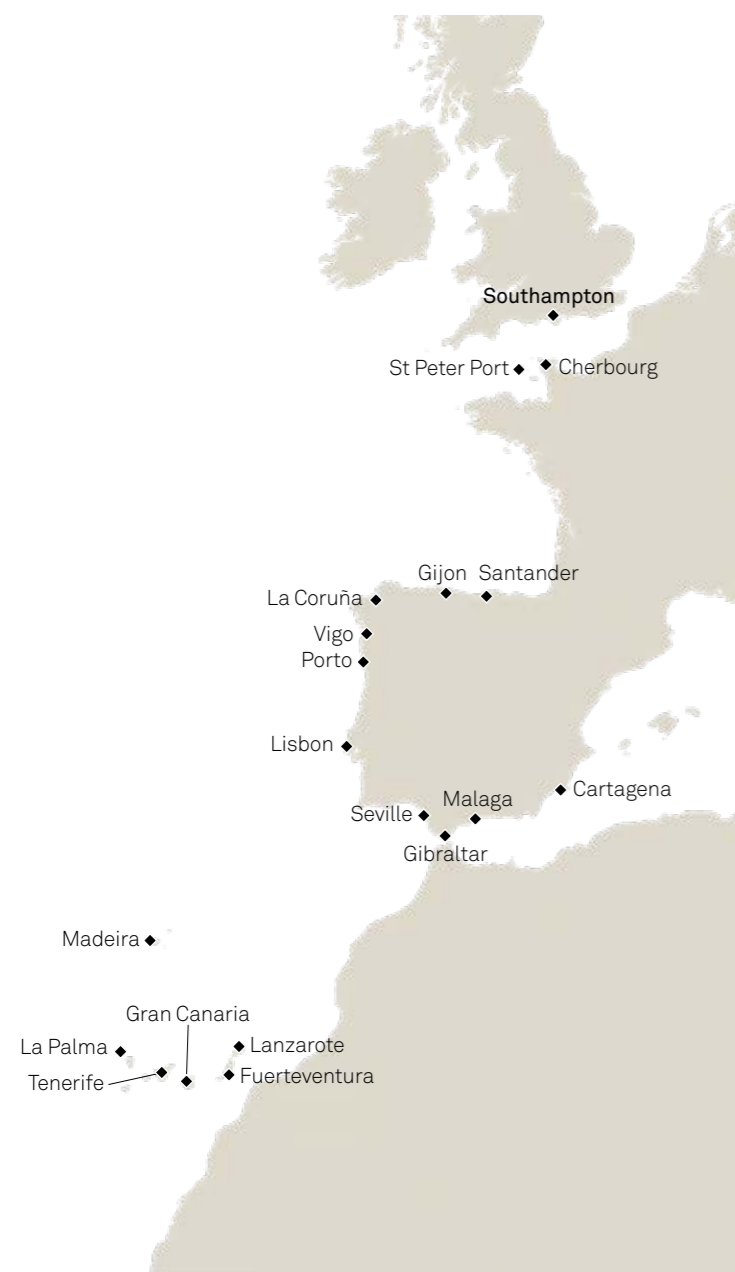 Southampton
St Peter Port
Cherbourg
Gijon
Santander
La Coruña
Vigo
Porto
Lisbon
Cartagena
Malaga
Seville
Gibraltar
Madeira
Gran Canaria
La Palma
Lanzarote
Tenerife
Fuerteventura